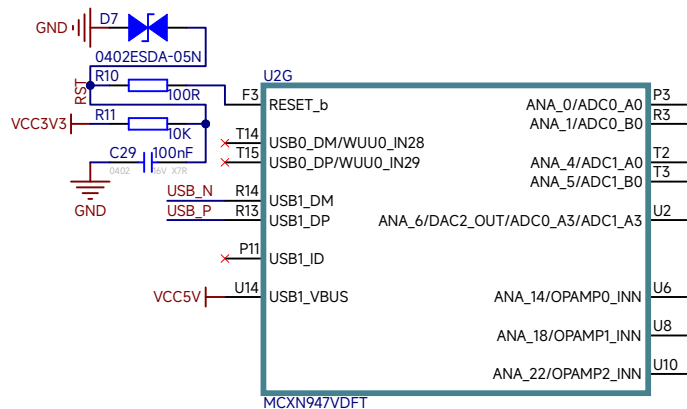 D7
GND
0402ESDA-05N
U2G
R10
RST
100R
F3
RESET_b
ANA_0/ADC0_A0
P3
R11
VCC3V3
10K
ANA_1/ADC0_B0
R3
T14
USB0_DM/WUU0_IN28
C29
100nF
0402
16V
X7R
T15
USB0_DP/WUU0_IN29
ANA_4/ADC1_A0
T2
ANA_5/ADC1_B0
T3
GND
USB_N
R14
USB1_DM
USB_P
R13
USB1_DP
ANA_6/DAC2_OUT/ADC0_A3/ADC1_A3
U2
P11
USB1_ID
VCC5V
U14
USB1_VBUS
ANA_14/OPAMP0_INN
U6
ANA_18/OPAMP1_INN
U8
ANA_22/OPAMP2_INN
U10
MCXN947VDFT